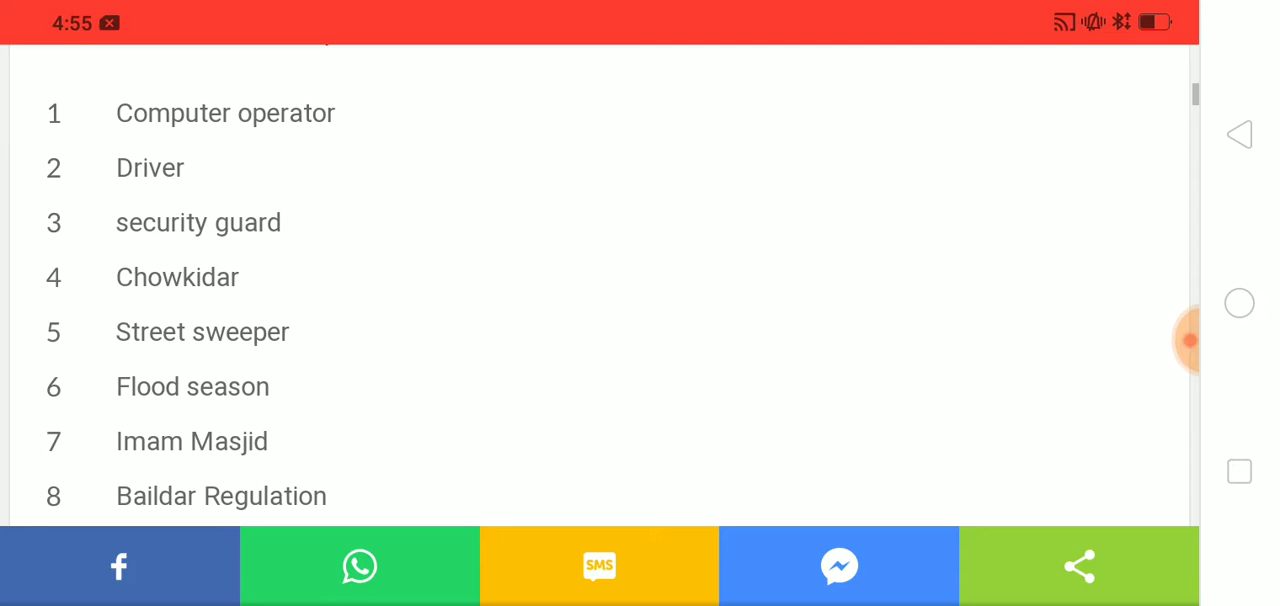 4:55
1 Computer operator
2 Driver
3 security guard
4 Chowkidar
5 Street sweeper
6 Flood season
7 Imam Masjid
8 Baildar Regulation
f
SMS